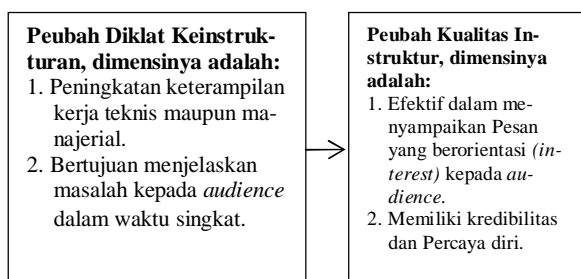 Peubah Diklat Keinstruk-
turan, dimensinya adalah:
1. Peningkatan keterampilan
kerja teknis maupun ma-
najerial.
2. Bertujuan menjelaskan
masalah kepada audience
dalam waktu singkat.
Peubah Kualitas In-
struktur, dimensinya
adalah:
1. Efektif dalam me-
nyampaikan Pesan
yang berorientasi (in-
terest) kepada au-
dience.
2. Memiliki kredibilitas
dan Percaya diri.